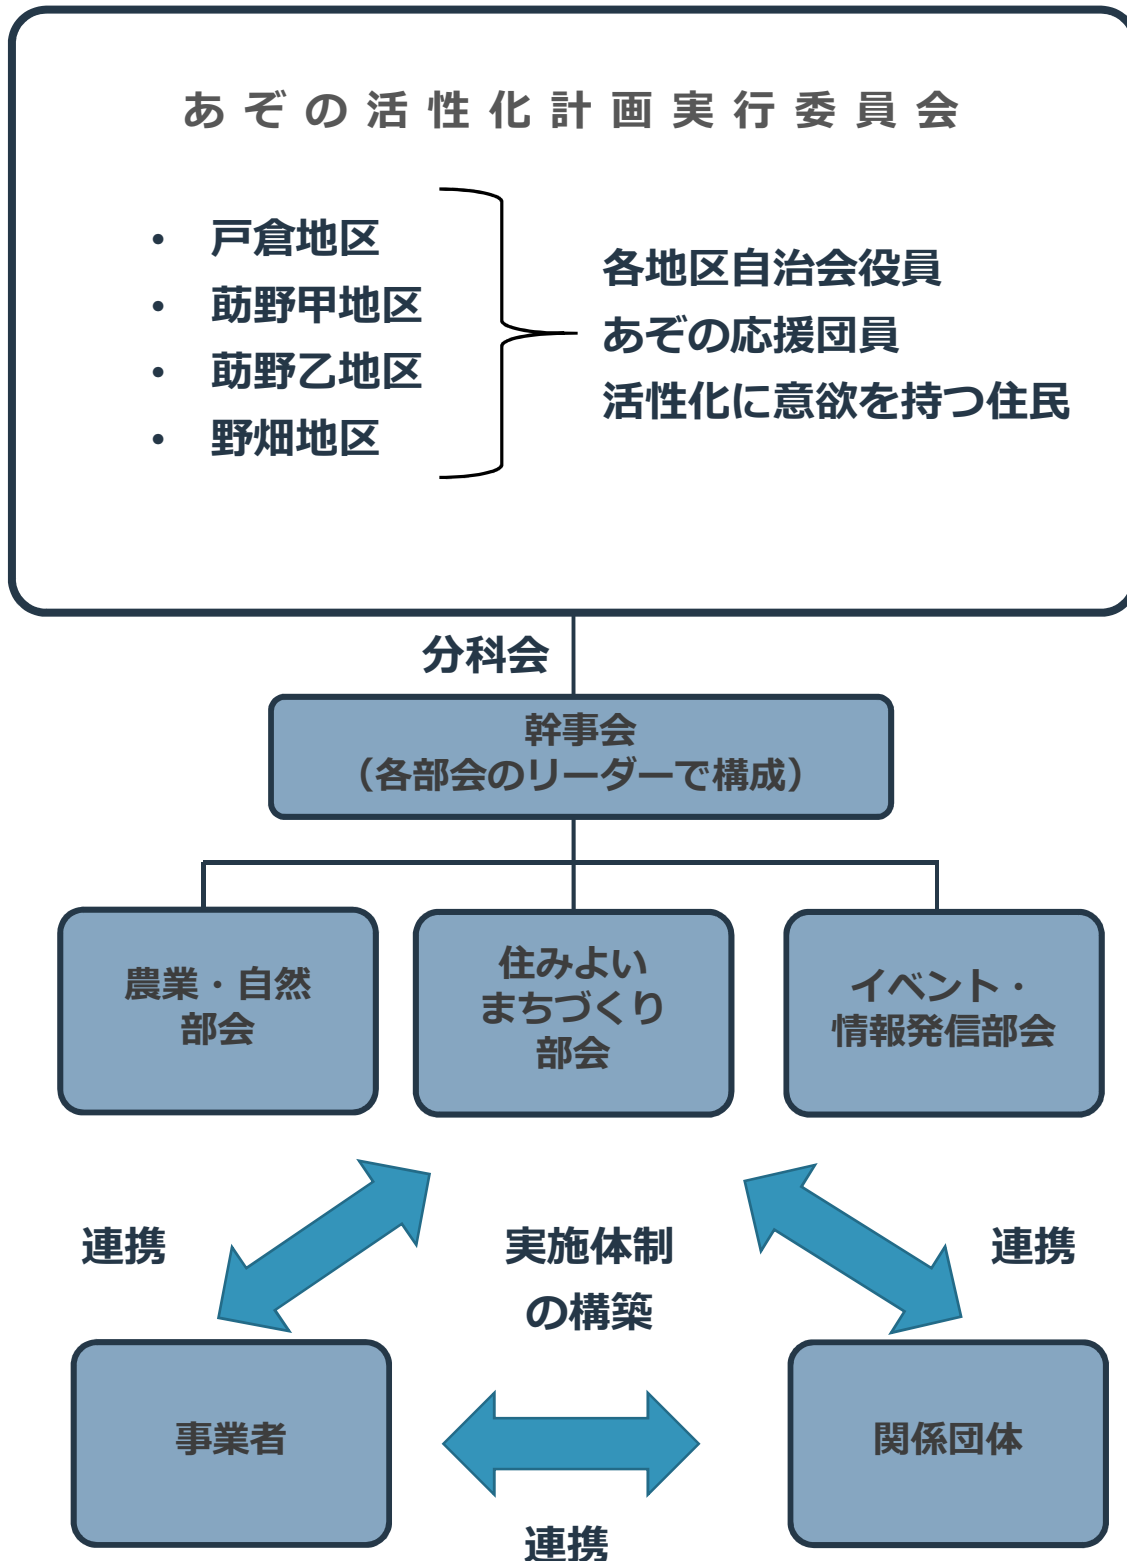 あぞの活性化計画実行委員会
• 戸倉地区
• 莇野甲地区
• 莇野乙地区
• 野畑地区
各地区自治会役員
あぞの応援団員
活性化に意欲を持つ住民
分科会
幹事会
（各部会のリーダーで構成）
農業・自然
部会
住みよい
まちづくり
部会
イベント・
情報発信部会
連携
実施体制
の構築
連携
事業者
関係団体
連携